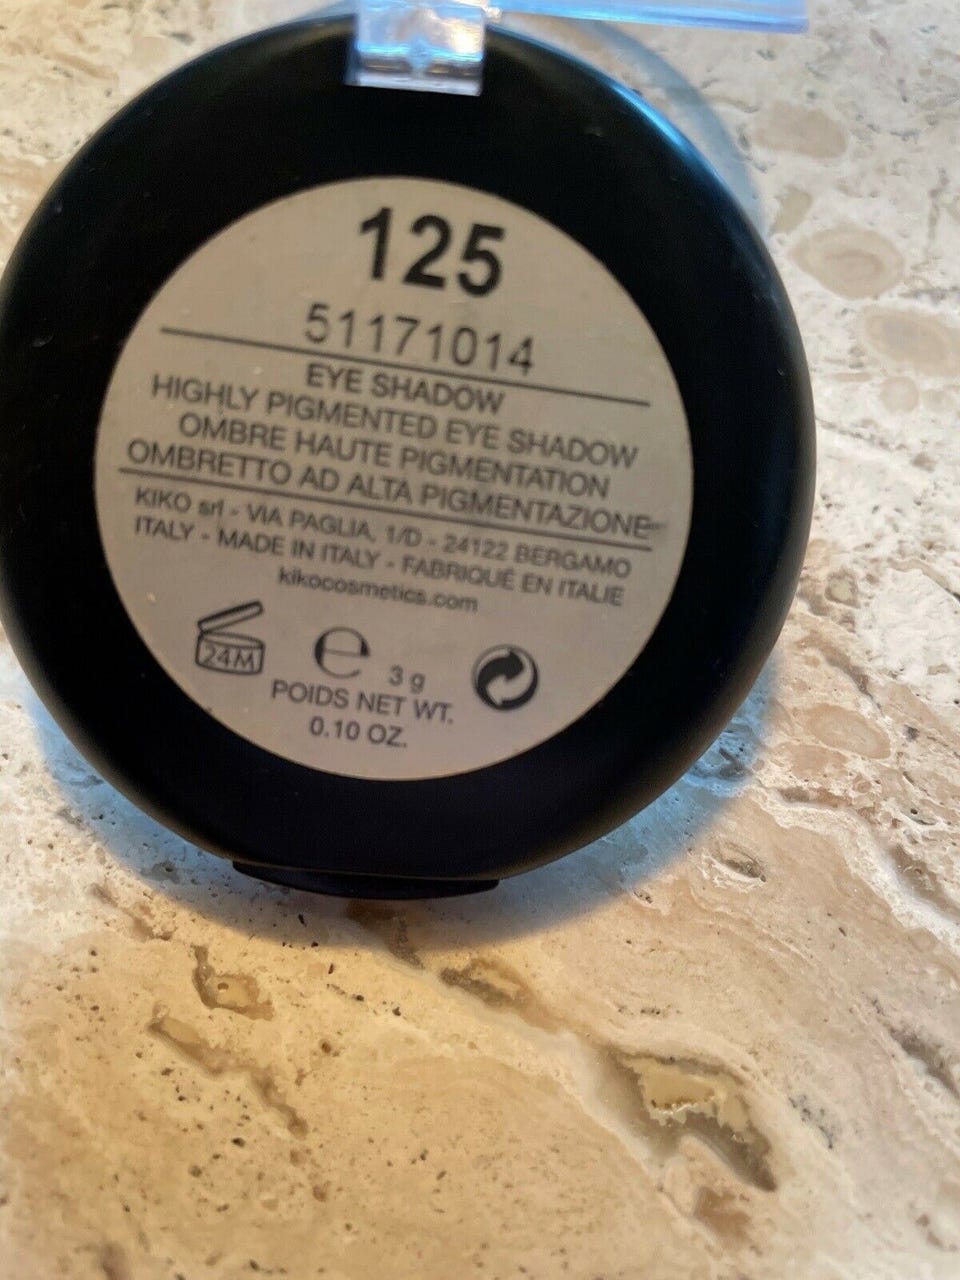 125
51171014
EYE SHADOW
HIGHLY PIGMENTED EYE SHADOW
OMBRE HAUTE PIGMENTATION
OMBRETTO AD ALTA PIGMENTAZIONE
KIKO srl - VIA PAGLIA, 1/D - 24122 BERGAMO
ITALY - MADE IN ITALY - FABRIQUÉ EN ITALIE
kikocosmetics.com
24M
e 3 g
POIDS NET WT.
0.10 OZ.